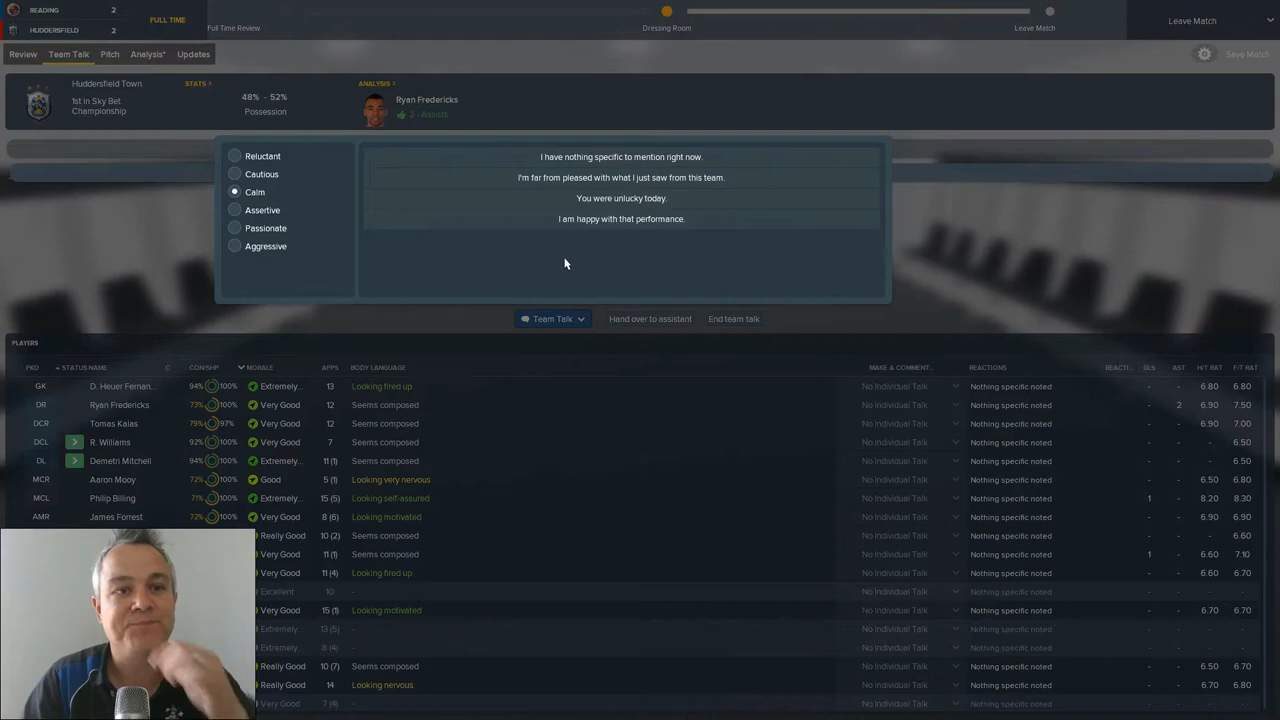 READING 2
HUDDERSFIELD 2
FULL TIME
Full Time Review
Dressing Room
Leave Match
Leave Match
Review Team Talk Pitch Analysis* Updates
Save Match
Huddersfield Town
1st in Sky Bet
Championship
STATS >
48% - 52%
Possession
ANALYSIS >
Ryan Fredericks
2 - Assists
Reluctant
Cautious
Calm
Assertive
Passionate
Aggressive
I have nothing specific to mention right now.
I'm far from pleased with what I just saw from this team.
You were unlucky today.
I am happy with that performance.
Team Talk Hand over to assistant End team talk
PLAYERS
PKD STATUS NAME C CON/SHP MORALE APPS BODY LANGUAGE MAKE A COMMENT... REACTIONS REACTI... GLS AST H/T RAT F/T RAT
GK D. Heuer Fernan... 94% 100% Extremely... 13 Looking fired up No Individual Talk Nothing specific noted - - 6.80 6.80
DR Ryan Fredericks 73% 100% Very Good 12 Seems composed No Individual Talk Nothing specific noted - 2 6.90 7.50
DCR Tomas Kalas 79% 97% Very Good 12 Seems composed No Individual Talk Nothing specific noted - - 6.90 7.00
DCL R. Williams 92% 100% Very Good 7 Seems composed No Individual Talk Nothing specific noted - - - 6.50
DL Demetri Mitchell 94% 100% Extremely... 11 (1) Seems composed No Individual Talk Nothing specific noted - - - 6.50
MCR Aaron Mooy 72% 100% Good 5 (1) Looking very nervous No Individual Talk Nothing specific noted - - 6.50 6.80
MCL Philip Billing 71% 100% Extremely... 15 (5) Looking self-assured No Individual Talk Nothing specific noted 1 - 8.20 8.30
AMR James Forrest 72% 100% Very Good 8 (6) Looking motivated No Individual Talk Nothing specific noted - - 6.90 6.90
Really Good 10 (2) Seems composed No Individual Talk Nothing specific noted - - - 6.60
Very Good 11 (1) Seems composed No Individual Talk Nothing specific noted 1 - 6.60 7.10
Very Good 11 (4) Looking fired up No Individual Talk Nothing specific noted - - 6.60 6.70
Excellent 10 - No Individual Talk Nothing specific noted - - - -
Very Good 15 (1) Looking motivated No Individual Talk Nothing specific noted - - 6.70 6.70
Extremely... 13 (5) - No Individual Talk Nothing specific noted - - - -
Extremely... 8 (4) - No Individual Talk Nothing specific noted - - - -
Really Good 10 (7) Seems composed No Individual Talk Nothing specific noted - - 6.50 6.70
Really Good 14 Looking nervous No Individual Talk Nothing specific noted - - 6.70 6.80
Extremely... 7 (4) - No Individual Talk Nothing specific noted - - - -